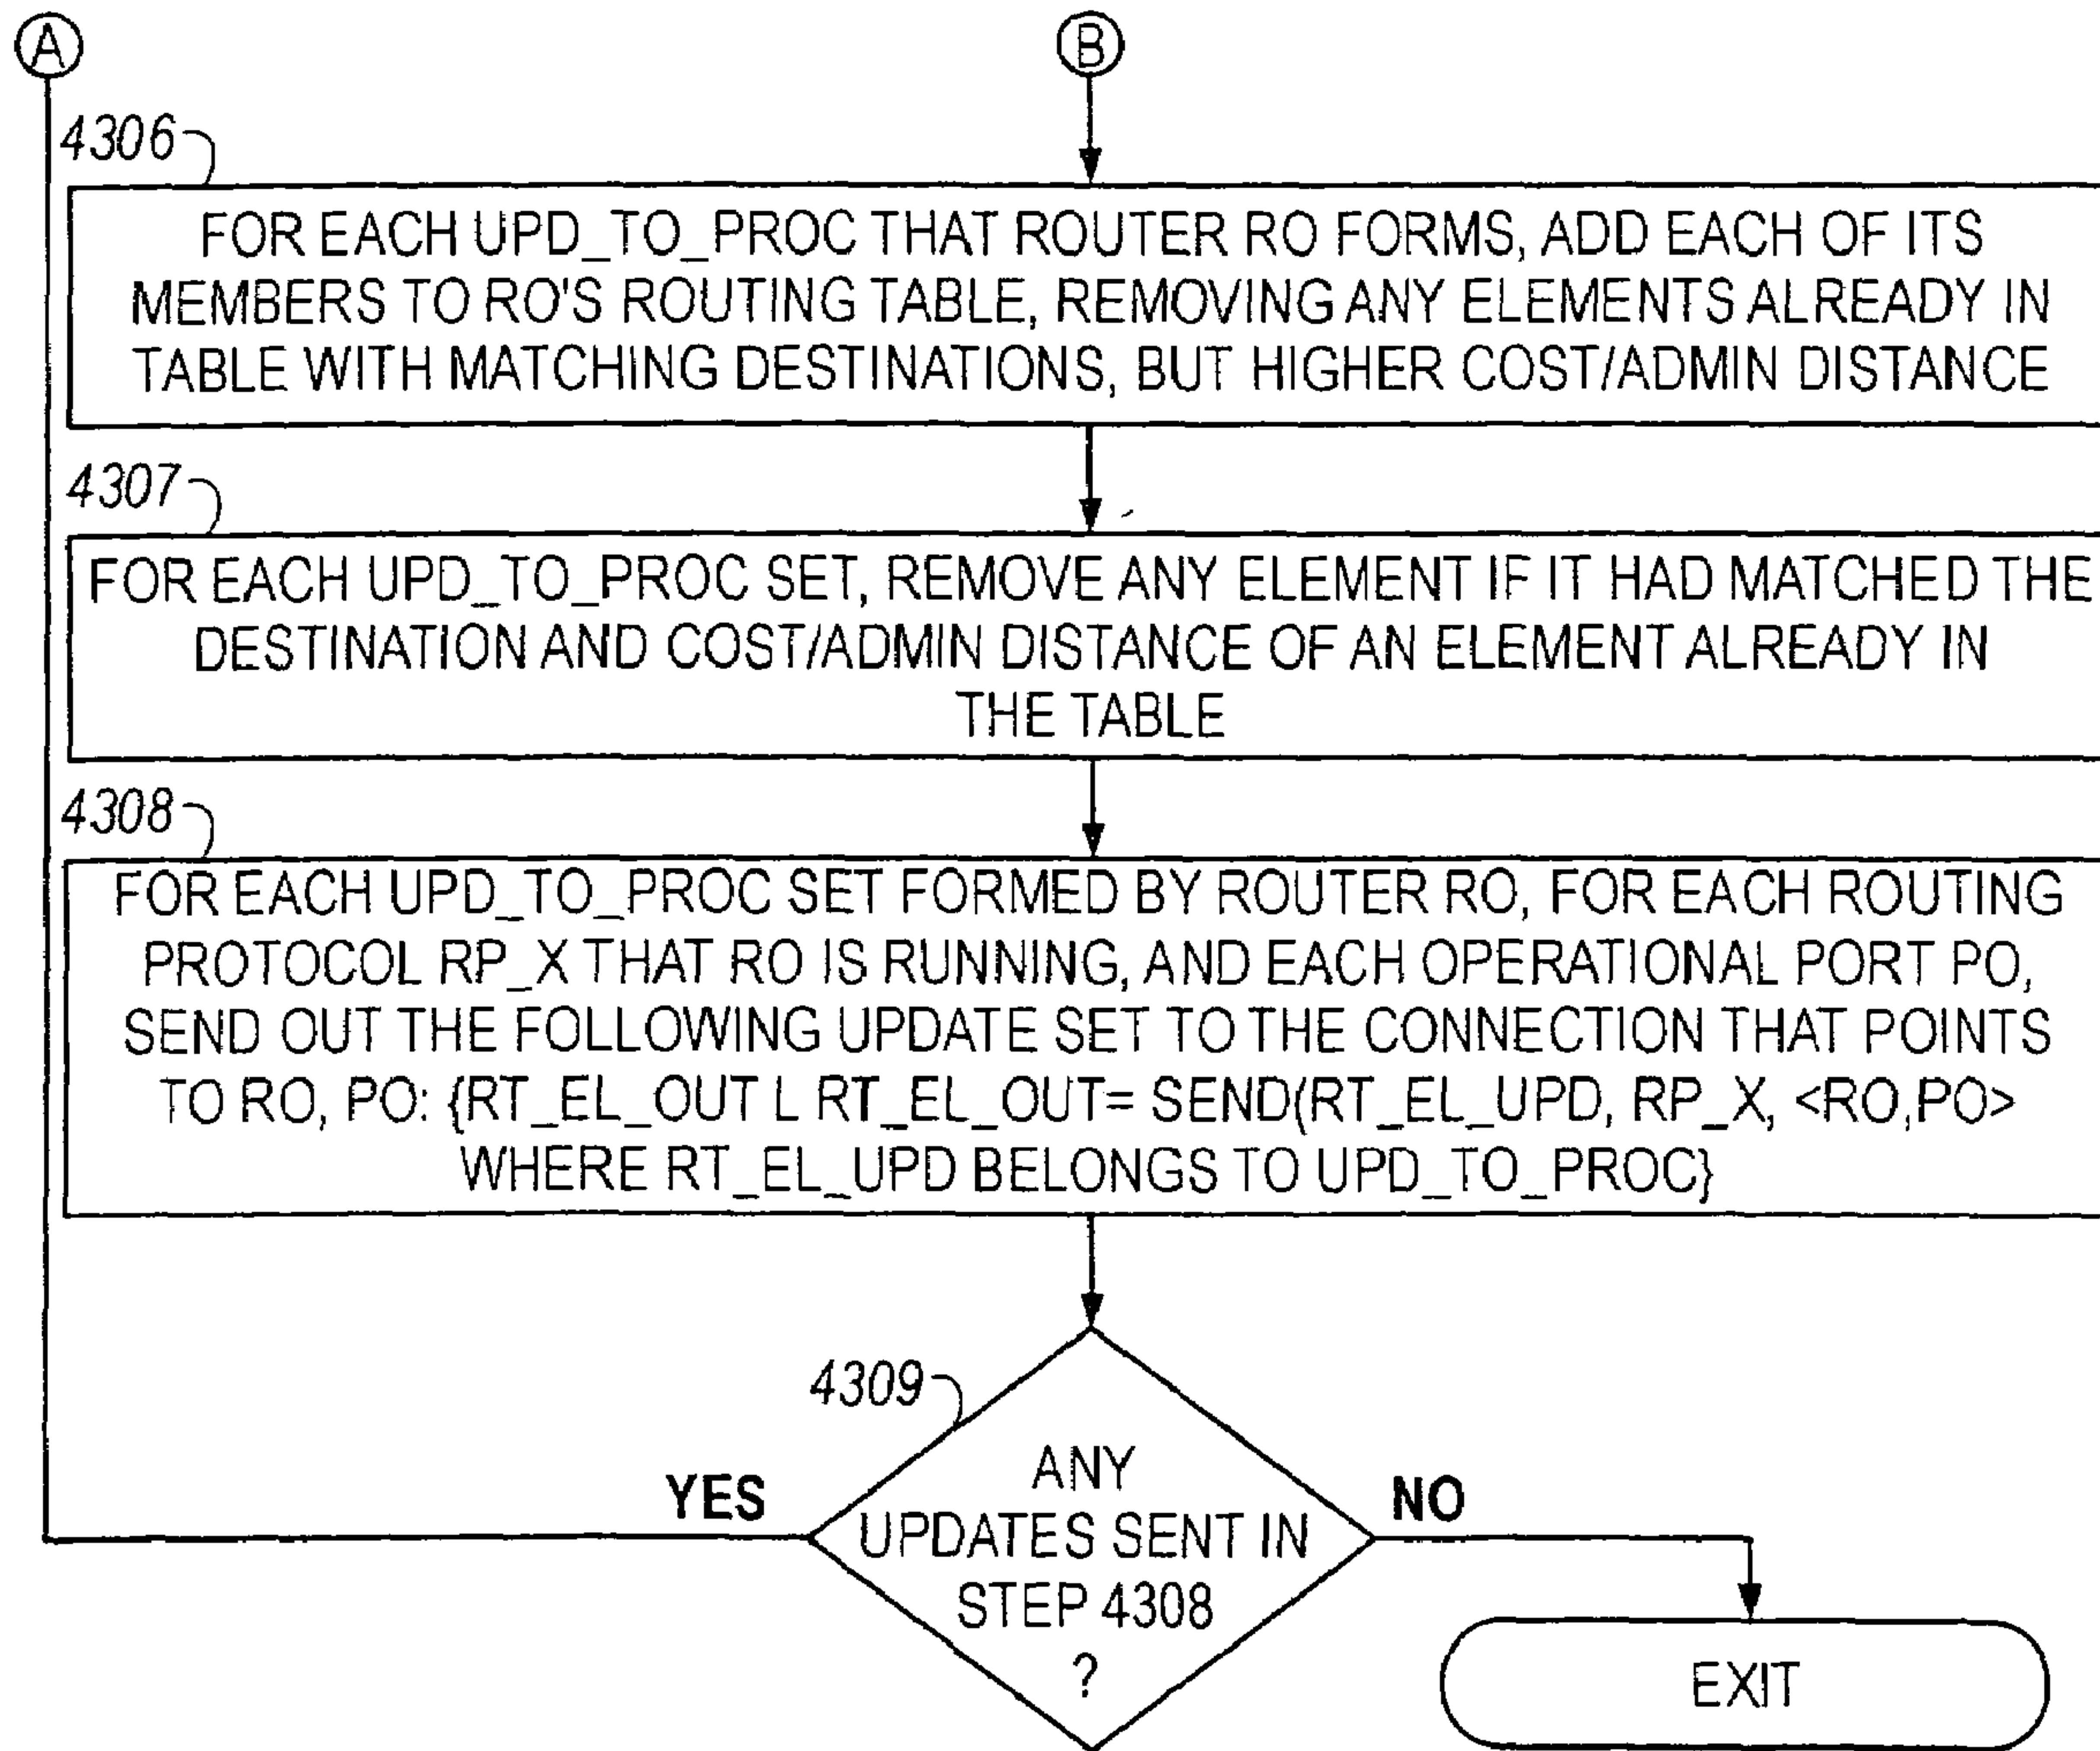 A
B
4306
FOR EACH UPD_TO_PROC THAT ROUTER RO FORMS, ADD EACH OF ITS
MEMBERS TO RO'S ROUTING TABLE, REMOVING ANY ELEMENTS ALREADY IN
TABLE WITH MATCHING DESTINATIONS, BUT HIGHER COST/ADMIN DISTANCE
4307
FOR EACH UPD_TO_PROC SET, REMOVE ANY ELEMENT IF IT HAD MATCHED THE
DESTINATION AND COST/ADMIN DISTANCE OF AN ELEMENT ALREADY IN
THE TABLE
4308
FOR EACH UPD_TO_PROC SET FORMED BY ROUTER RO, FOR EACH ROUTING
PROTOCOL RP_X THAT RO IS RUNNING, AND EACH OPERATIONAL PORT PO,
SEND OUT THE FOLLOWING UPDATE SET TO THE CONNECTION THAT POINTS
TO RO, PO: {RT_EL_OUT L RT_EL_OUT= SEND(RT_EL_UPD, RP_X, <RO,PO>
WHERE RT_EL_UPD BELONGS TO UPD_TO_PROC}
4309
ANY
UPDATES SENT IN
STEP 4308
?
YES
NO
EXIT